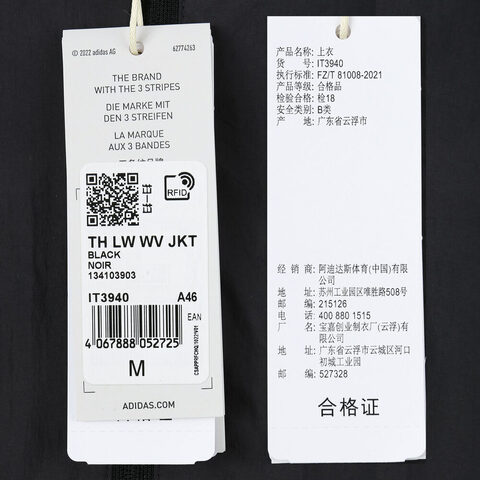 © 2022 adidas AG 62774263
THE BRAND
WITH THE 3 STRIPES
DIE MARKE MIT
DEN 3 STREIFEN
LA MARQUE
AUX 3 BANDES
RFID
TH LW WV JKT
BLACK
NOIR
134103903
IT3940 A46
EAN
4 067888 052725
M
ADIDAS.COM
产品名称: 上衣
货 号: IT3940
执行标准: FZ/T 81008-2021
产品等级: 合格品
检验合格: 检18
安全类别: B类
产 地: 广东省云浮市
经 销 商: 阿迪达斯体育(中国)有限
公司
地 址: 苏州工业园区唯胜路508号
邮 编: 215126
电 话: 400 880 1515
厂 名: 宝嘉创业制衣厂(云浮)有
限公司
地 址: 广东省云浮市云城区河口
初城工业园
邮 编: 527328
合格证